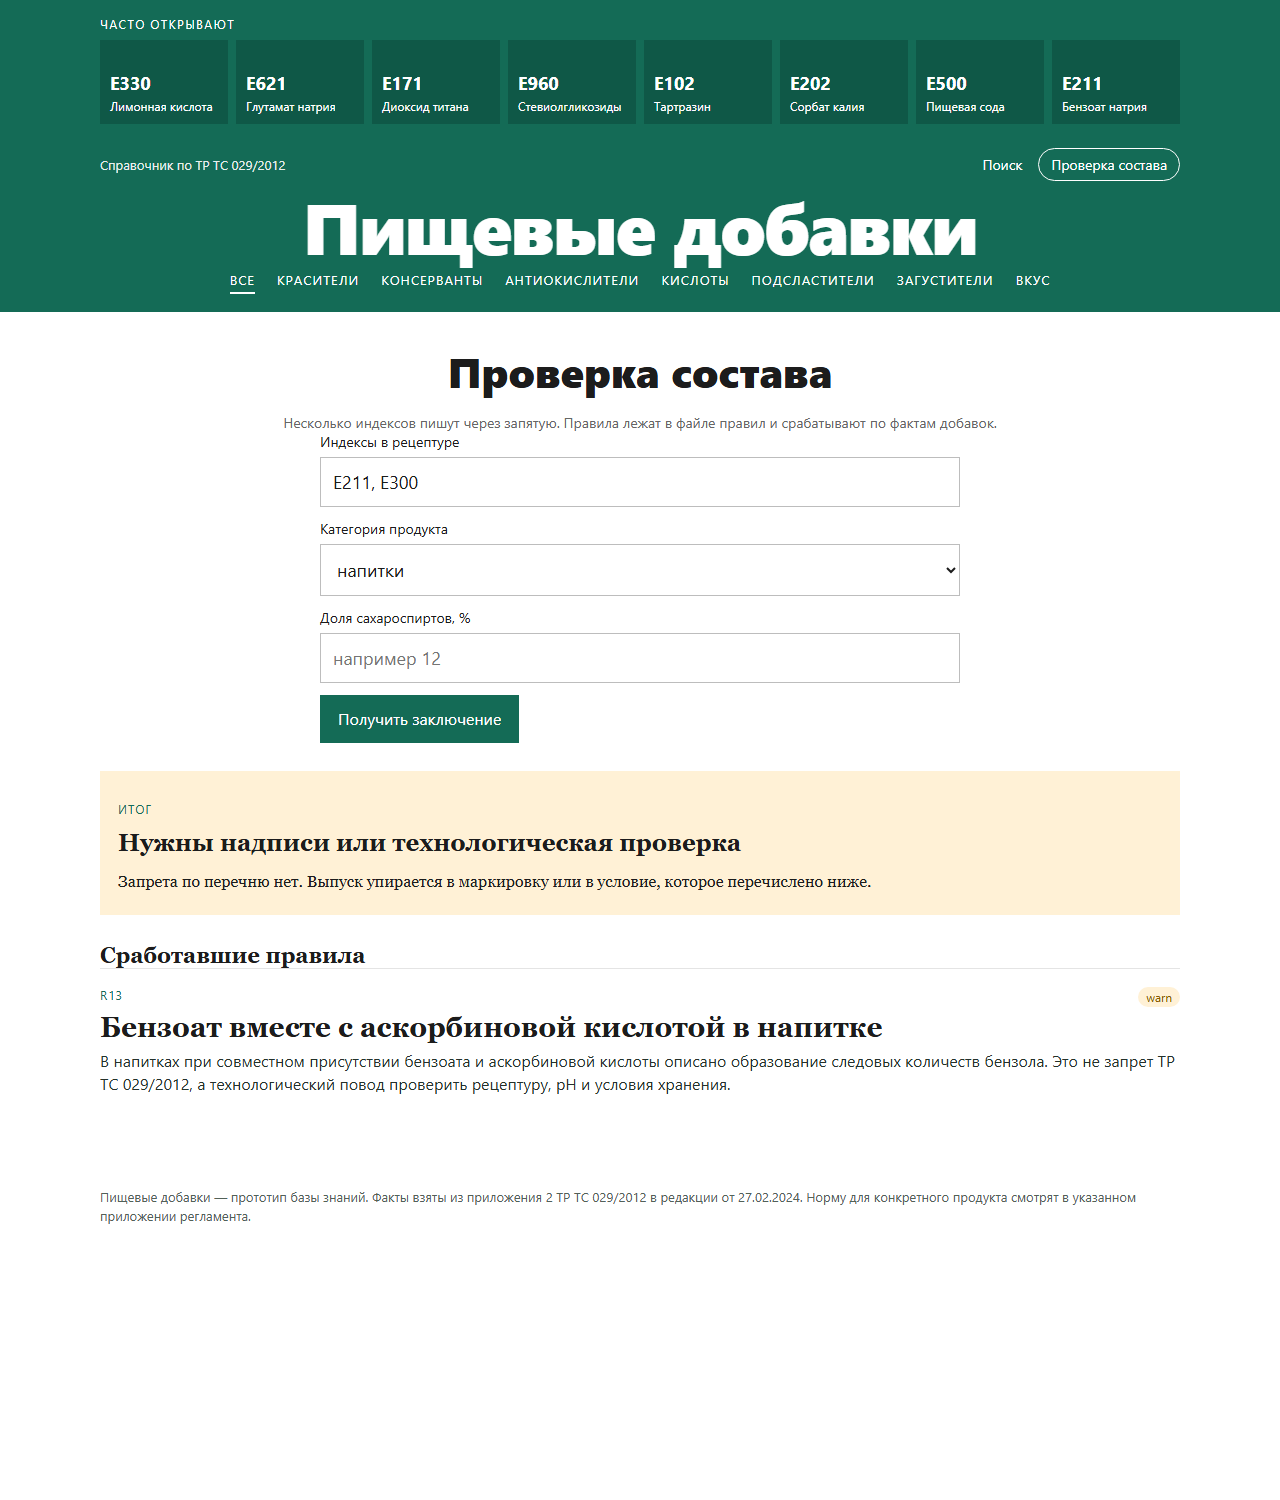 ЧАСТО ОТКРЫВАЮТ
E330
Лимонная кислота
E621
Глутамат натрия
E171
Диоксид титана
E960
Стевиолгликозиды
E102
Тартразин
E202
Сорбат калия
E500
Пищевая сода
E211
Бензоат натрия
Справочник по ТР ТС 029/2012
Поиск
Проверка состава
Пищевые добавки
ВСЕ КРАСИТЕЛИ КОНСЕРВАНТЫ АНТИОКИСЛИТЕЛИ КИСЛОТЫ ПОДСЛАСТИТЕЛИ ЗАГУСТИТЕЛИ ВКУС
Проверка состава
Несколько индексов пишут через запятую. Правила лежат в файле правил и срабатывают по фактам добавок.
Индексы в рецептуре
E211, E300
Категория продукта
напитки
Доля сахароспиртов, %
например 12
Получить заключение
ИТОГ
Нужны надписи или технологическая проверка
Запрета по перечню нет. Выпуск упирается в маркировку или в условие, которое перечислено ниже.
Сработавшие правила
R13
warn
Бензоат вместе с аскорбиновой кислотой в напитке
В напитках при совместном присутствии бензоата и аскорбиновой кислоты описано образование следовых количеств бензола. Это не запрет ТР
ТС 029/2012, а технологический повод проверить рецептуру, pH и условия хранения.
Пищевые добавки — прототип базы знаний. Факты взяты из приложения 2 ТР ТС 029/2012 в редакции от 27.02.2024. Норму для конкретного продукта смотрят в указанном
приложении регламента.